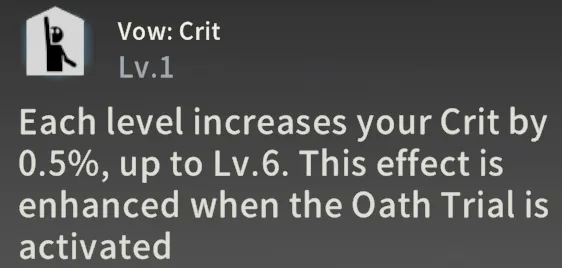 Vow: Crit
Lv.1
Each level increases your Crit by
0.5%, up to Lv.6. This effect is
enhanced when the Oath Trial is
activated